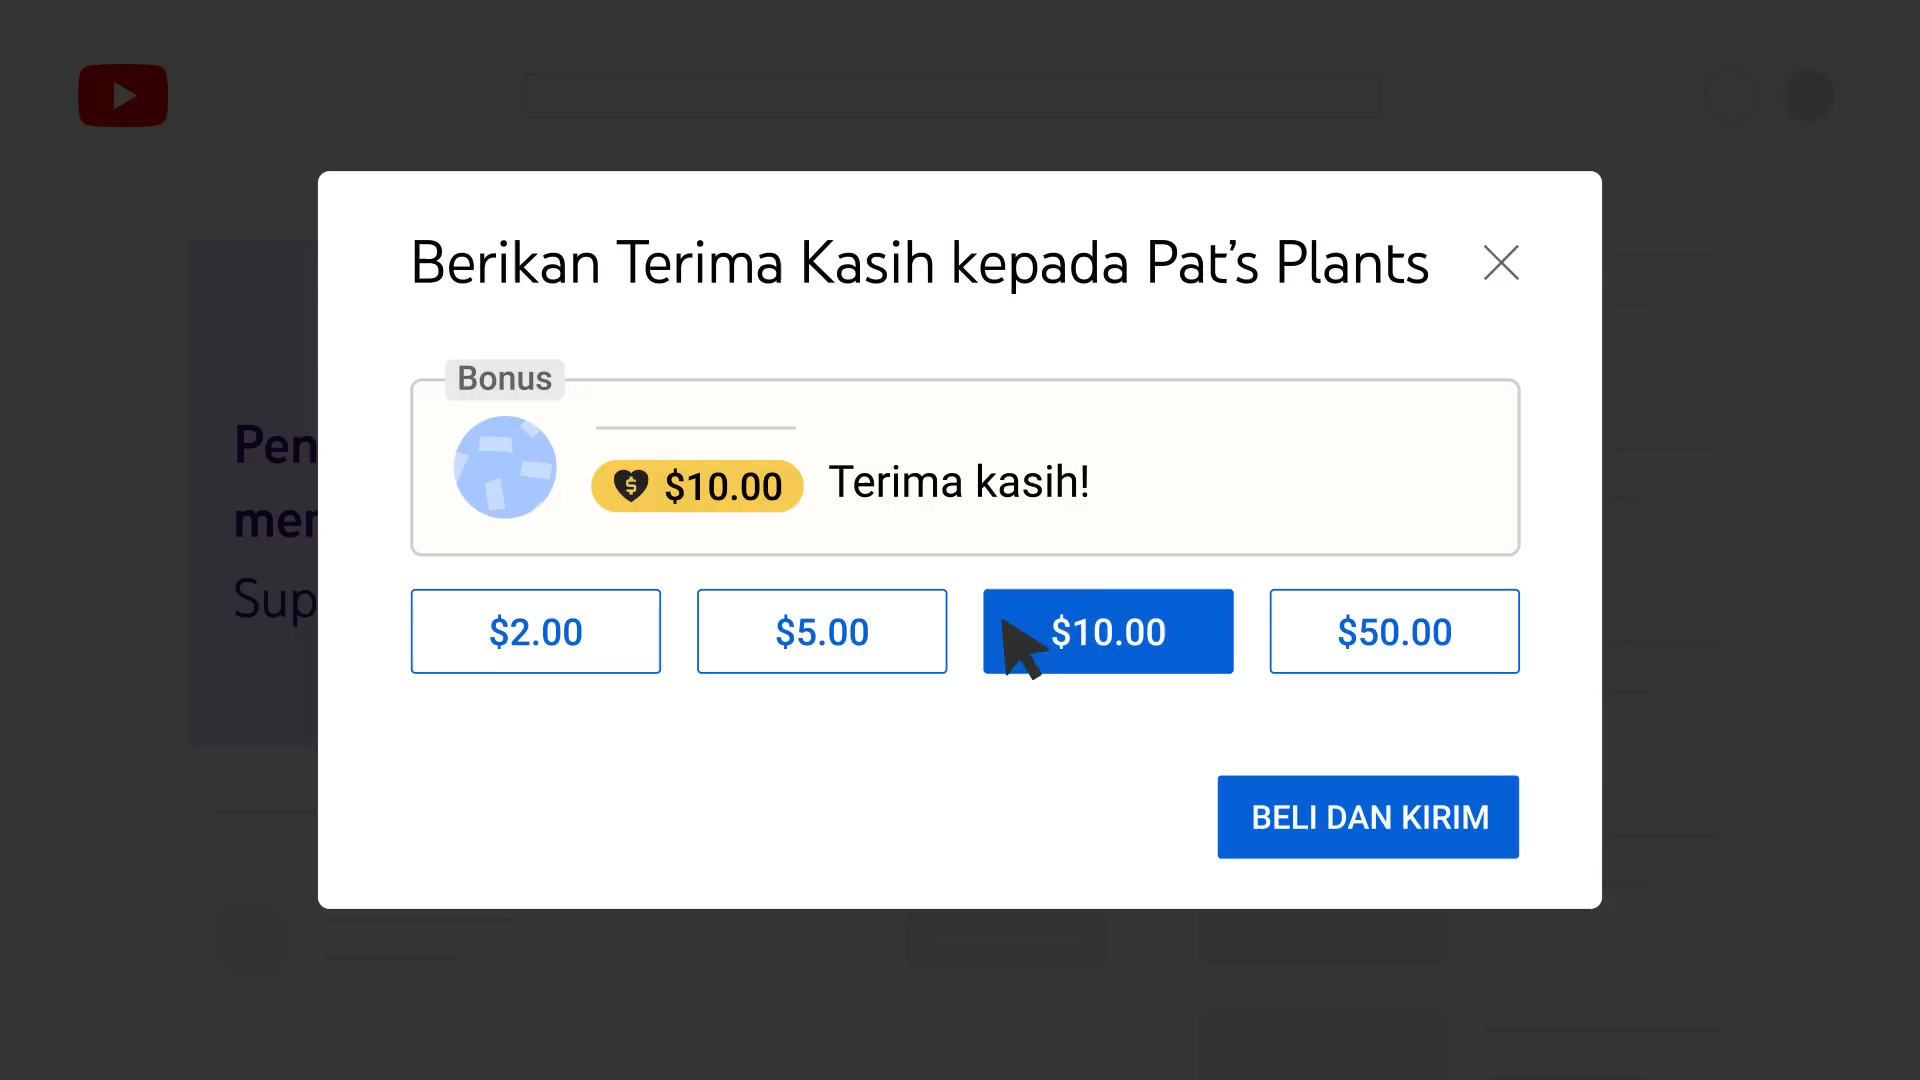 Berikan Terima Kasih kepada Pat’s Plants
Bonus
$10.00 Terima kasih!
$2.00 $5.00 $10.00 $50.00
BELI DAN KIRIM